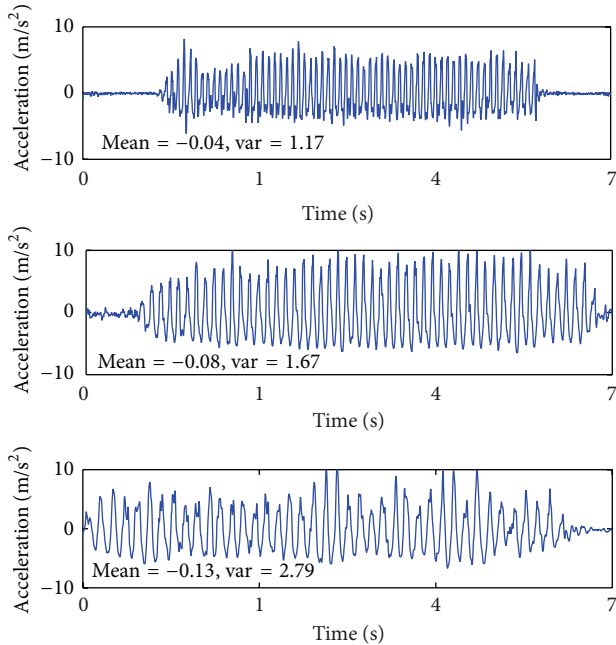 Acceleration (m/s²)
10
0
−10
Mean = −0.04, var = 1.17
0 1 4 7
Time (s)
Acceleration (m/s²)
10
0
−10
Mean = −0.08, var = 1.67
0 1 4 7
Time (s)
Acceleration (m/s²)
10
0
−10
Mean = −0.13, var = 2.79
0 1 4 7
Time (s)